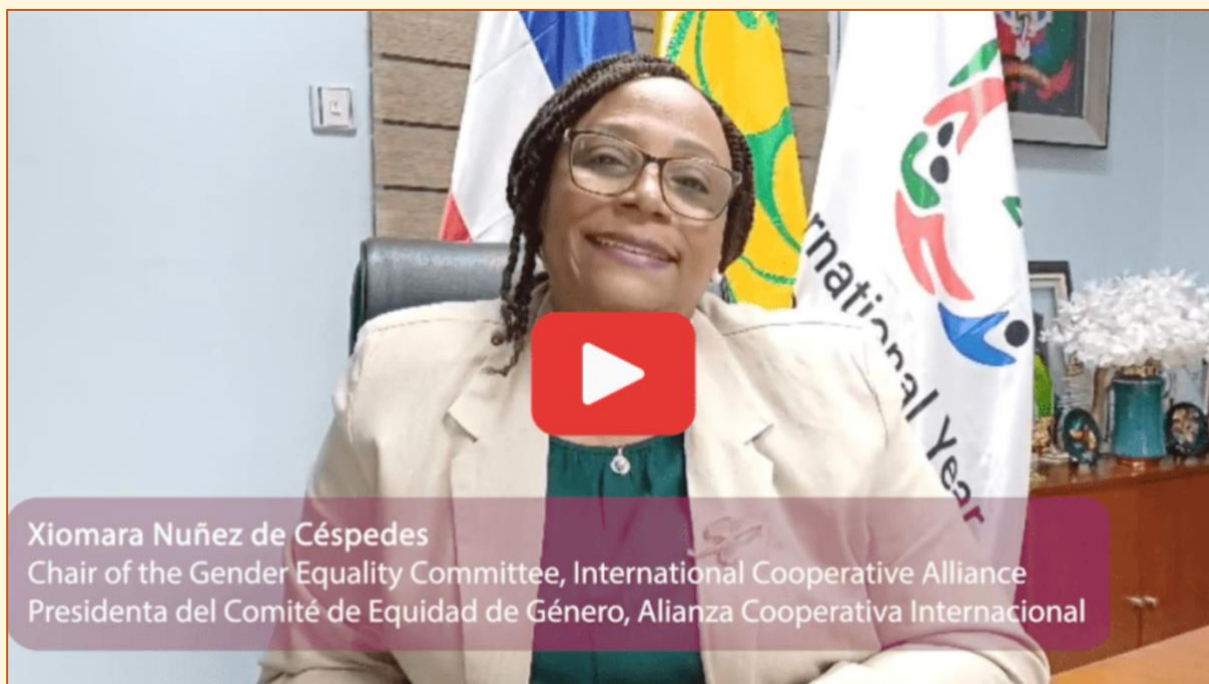 rnational Year
Xiomara Nuñez de Céspedes
Chair of the Gender Equality Committee, International Cooperative Alliance
Presidenta del Comité de Equidad de Género, Alianza Cooperativa Internacional